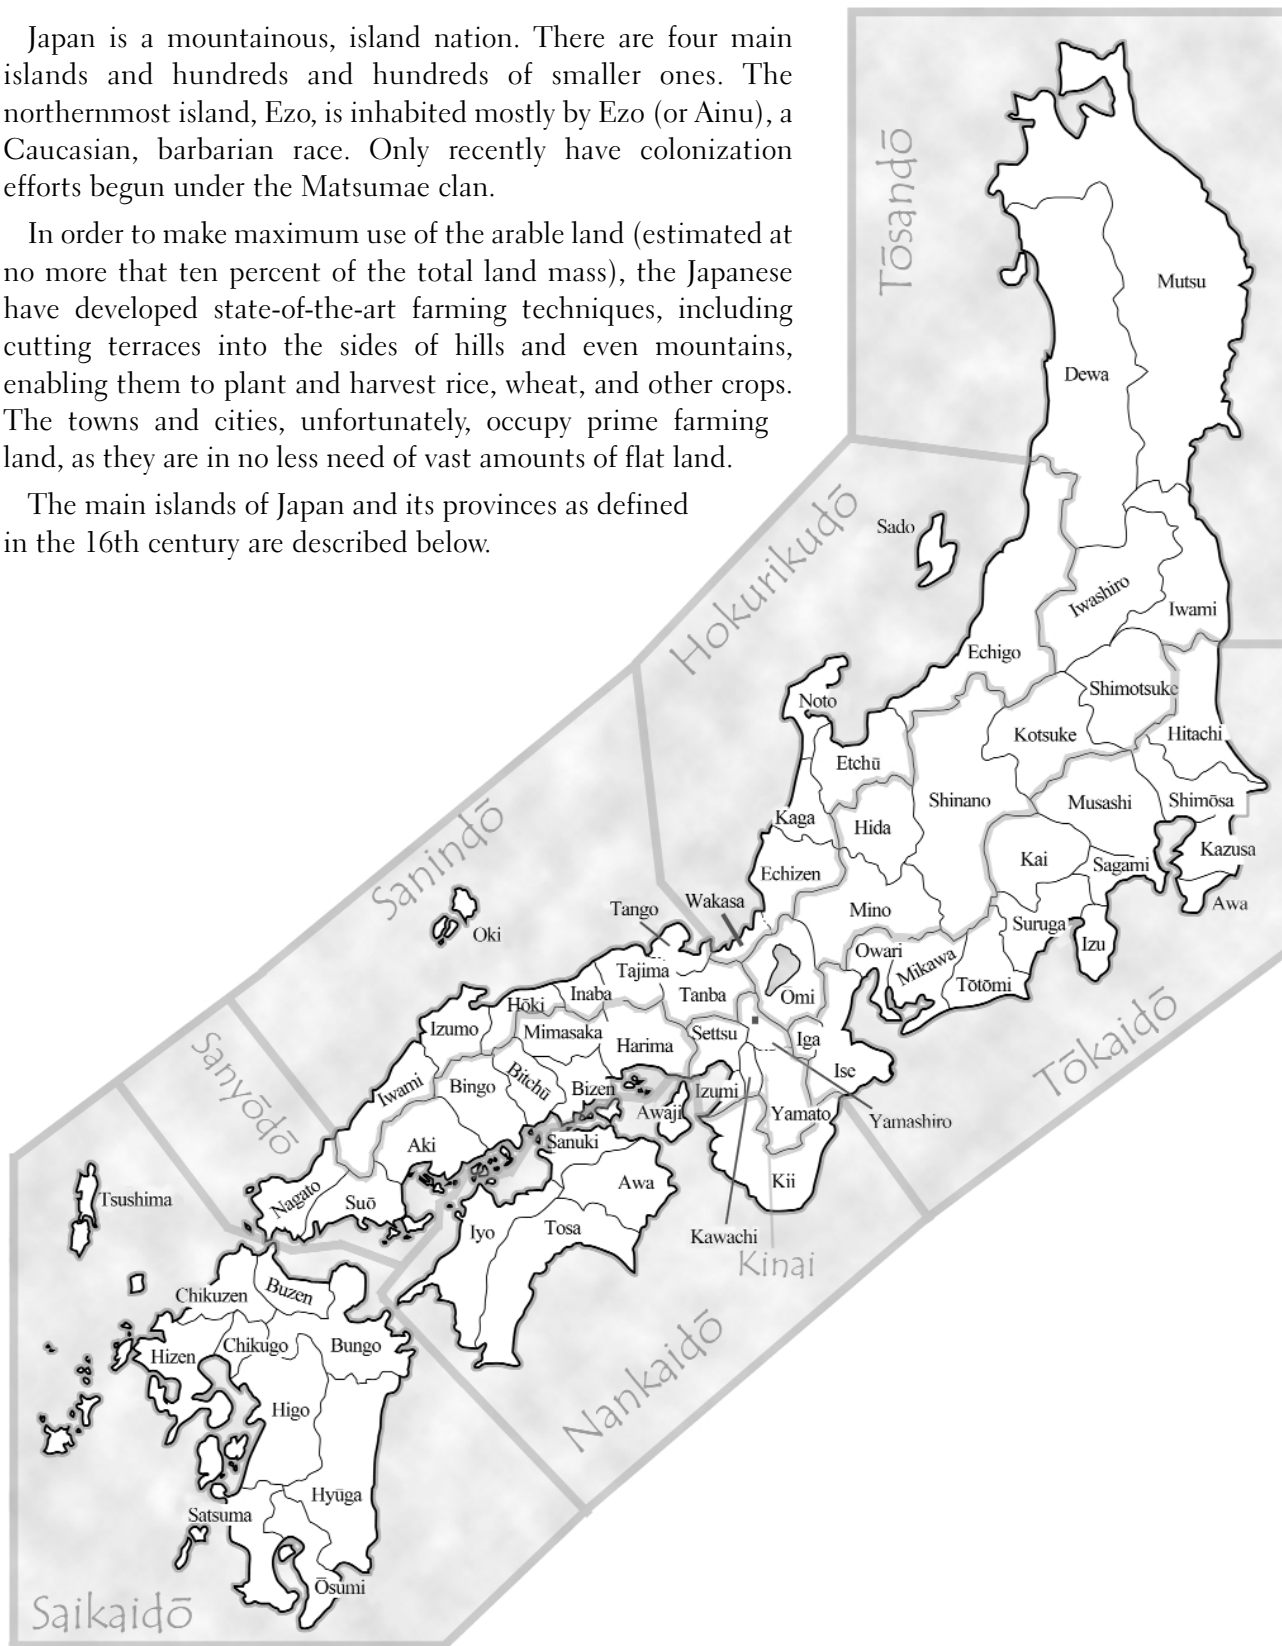 Japan is a mountainous, island nation. There are four main
islands and hundreds and hundreds of smaller ones. The
northernmost island, Ezo, is inhabited mostly by Ezo (or Ainu), a
Caucasian, barbarian race. Only recently have colonization
efforts begun under the Matsumae clan.
In order to make maximum use of the arable land (estimated at
no more that ten percent of the total land mass), the Japanese
have developed state-of-the-art farming techniques, including
cutting terraces into the sides of hills and even mountains,
enabling them to plant and harvest rice, wheat, and other crops.
The towns and cities, unfortunately, occupy prime farming
land, as they are in no less need of vast amounts of flat land.
The main islands of Japan and its provinces as defined
in the 16th century are described below.
Tōsandō
Mutsu
Dewa
Hokurikudō
Sado
Iwashiro
Iwami
Echigo
Shimotsuke
Noto
Kotsuke
Hitachi
Etchū
Shinano
Musashi
Shimōsa
Kaga
Hida
Kai
Sagami
Kazusa
Sanindō
Echizen
Wakasa
Mino
Awa
Tango
Oki
Suruga
Izu
Owari
Mikawa
Tōtōmi
Tajima
Tanba
Ōmi
Inaba
Hōki
Izumo
Mimasaka
Settsu
Iga
Harima
Ise
Tōkaidō
Sanyōdō
Iwami
Bingo
Bitchū
Bizen
Izumi
Awaji
Yamato
Yamashiro
Aki
Sanuki
Awa
Kii
Tsushima
Nagato
Suō
Iyo
Tosa
Kawachi
Kinai
Chikuzen
Buzen
Nankaidō
Hizen
Chikugo
Bungo
Higo
Hyūga
Satsuma
Ōsumi
Saikaidō